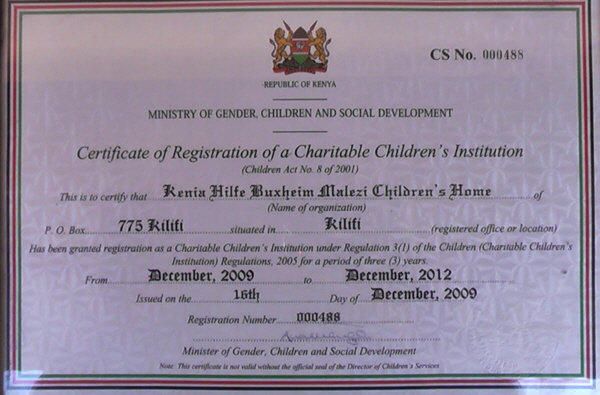 CS No. 000488
REPUBLIC OF KENYA
MINISTRY OF GENDER, CHILDREN AND SOCIAL DEVELOPMENT
Certificate of Registration of a Charitable Children's Institution
(Children Act No. 8 of 2001)
This is to certify that Kenia Hilfe Buxheim Malezi Children's Home of
(Name of organization)
P. O. Box 775 Kilifi situated in Kilifi (registered office or location)
Has been granted registration as a Charitable Children's Institution under Regulation 3(1) of the Children (Charitable Children's
Institution) Regulations, 2005 for a period of three (3) years.
From December, 2009 to December, 2012
Issued on the 16th Day of December, 2009
Registration Number 000488
Minister of Gender, Children and Social Development
Note: This certificate is not valid without the official seal of the Director of Children's Services